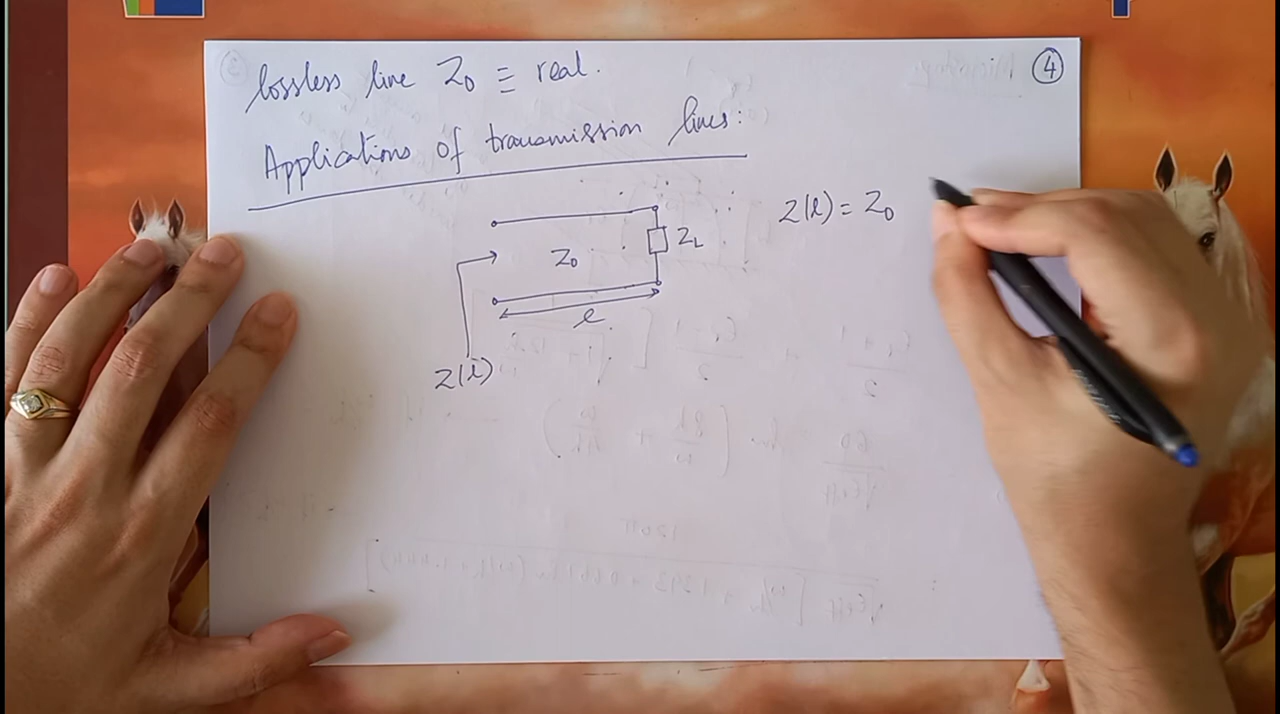 lossless line Z0 ≡ real.
④
Applications of transmission lines:
Z0
ZL
Z(l) = Z0
l
Z(l)